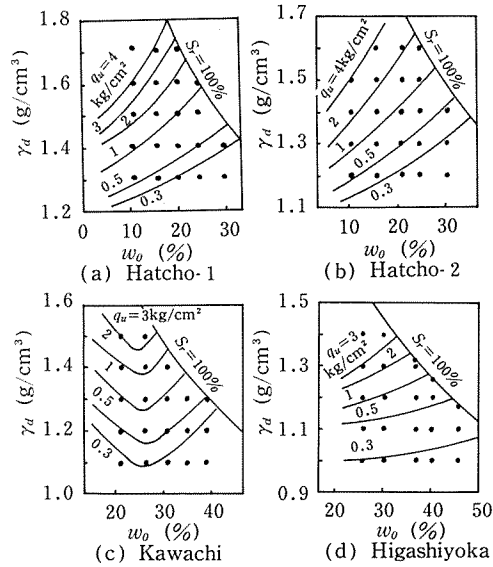 1.8
1.6
1.4
1.2
γd (g/cm³)
qu=4
kg/cm²
3
2
1
0.5
0.3
Sr=100%
0 10 20 30
w0 (%)
(a) Hatcho-1
1.7
1.5
1.3
1.1
γd (g/cm³)
qu=4kg/cm²
2
1
0.5
0.3
Sr=100%
10 20 30
w0 (%)
(b) Hatcho-2
1.6
1.4
1.2
1.0
γd (g/cm³)
qu=3kg/cm²
2
1
0.5
0.3
Sr=100%
20 30 40
w0 (%)
(c) Kawachi
1.5
1.3
1.1
0.9
γd (g/cm³)
qu=3
kg/cm²
2
1
0.5
0.3
Sr=100%
20 30 40 50
w0 (%)
(d) Higashiyoka